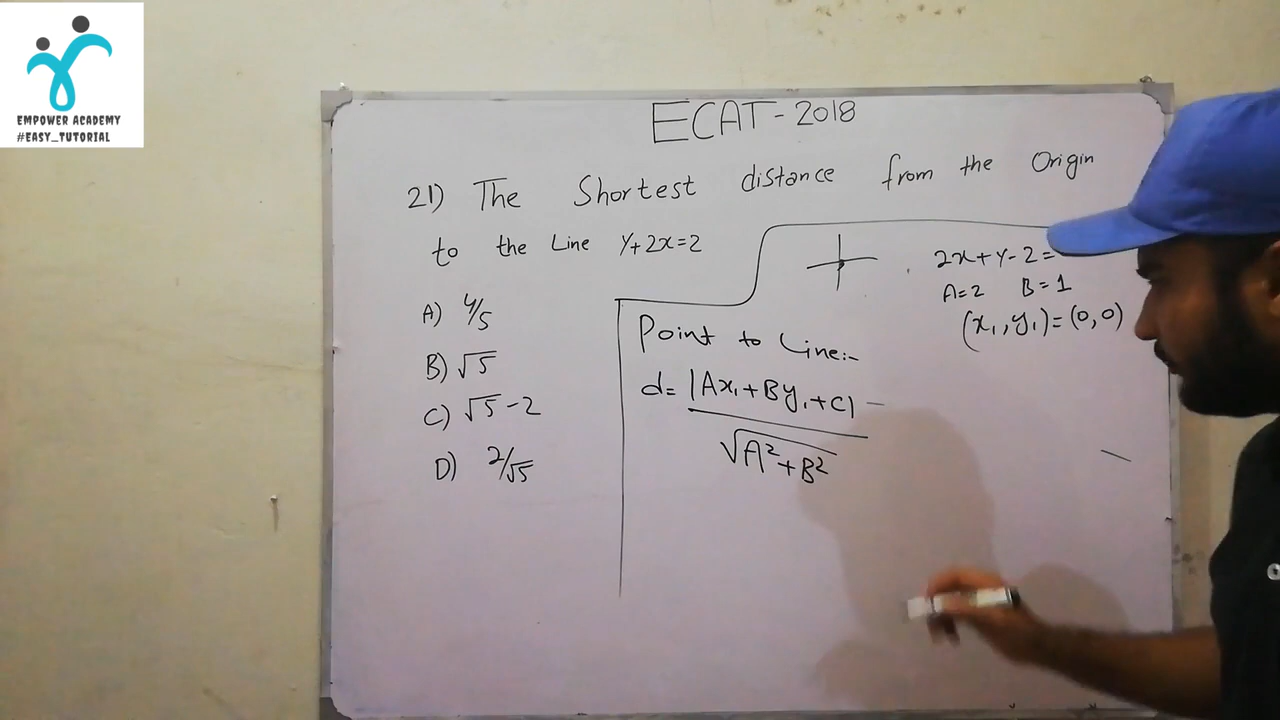 EMPOWER ACADEMY
#EASY_TUTORIAL
ECAT-2018
21) The Shortest distance from the Origin
to the Line Y+2x=2
A) 4/5
B) √5
C) √5-2
D) 2/√5
2x+Y-2=
A=2 B=1
(x₁,y₁)=(0,0)
Point to Line:-
d= |Ax₁+By₁+C|
√A²+B²